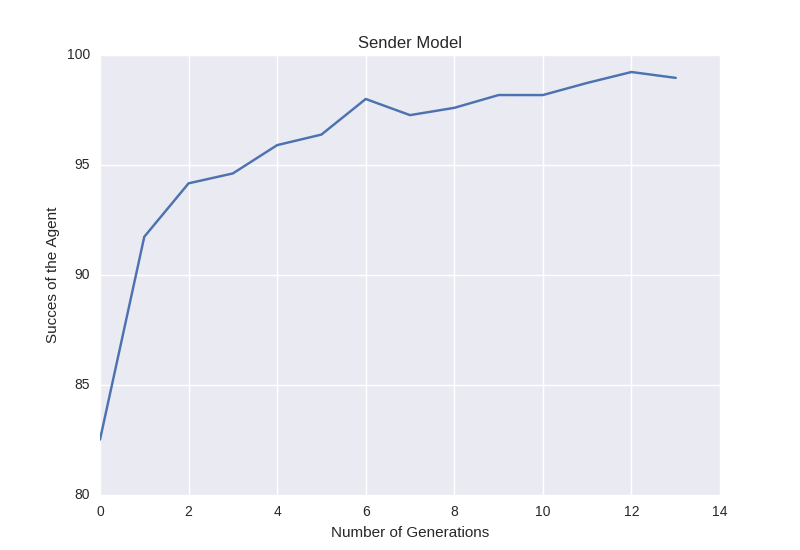 Sender Model
100
95
90
85
80
Succes of the Agent
0 2 4 6 8 10 12 14
Number of Generations